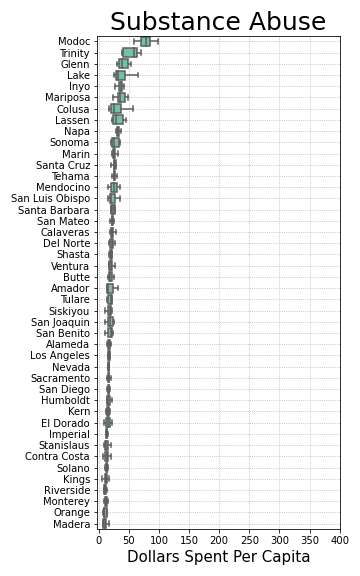 Substance Abuse
Modoc
Trinity
Glenn
Lake
Inyo
Mariposa
Colusa
Lassen
Napa
Sonoma
Marin
Santa Cruz
Tehama
Mendocino
San Luis Obispo
Santa Barbara
San Mateo
Calaveras
Del Norte
Shasta
Ventura
Butte
Amador
Tulare
Siskiyou
San Joaquin
San Benito
Alameda
Los Angeles
Nevada
Sacramento
San Diego
Humboldt
Kern
El Dorado
Imperial
Stanislaus
Contra Costa
Solano
Kings
Riverside
Monterey
Orange
Madera
0 50 100 150 200 250 300 350 400
Dollars Spent Per Capita